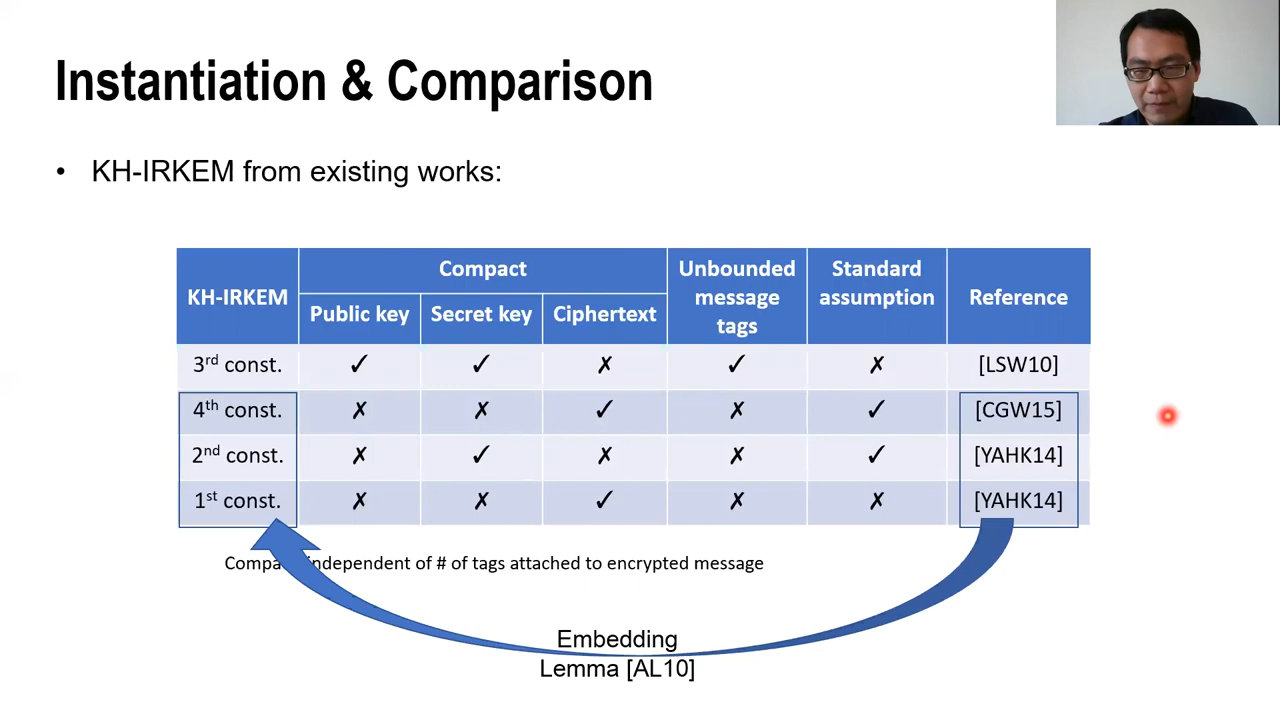 Instantiation & Comparison
• KH-IRKEM from existing works:
KH-IRKEM Compact Unbounded message tags Standard assumption Reference
Public key Secret key Ciphertext
3rd const. ✓ ✓ ✗ ✓ ✗ [LSW10]
4th const. ✗ ✗ ✓ ✗ ✓ [CGW15]
2nd const. ✗ ✓ ✗ ✗ ✓ [YAHK14]
1st const. ✗ ✗ ✓ ✗ ✗ [YAHK14]
independent of # of tags attached to encrypted message
Embedding
Lemma [AL10]